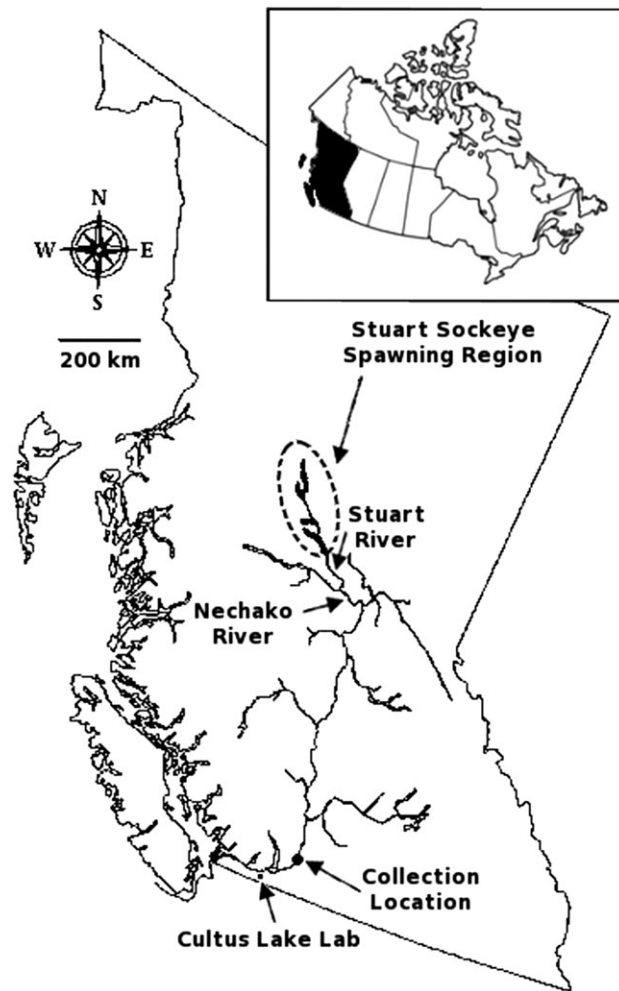 N
W E
S
200 km
Stuart Sockeye
Spawning Region
Stuart
River
Nechako
River
Collection
Location
Cultus Lake Lab